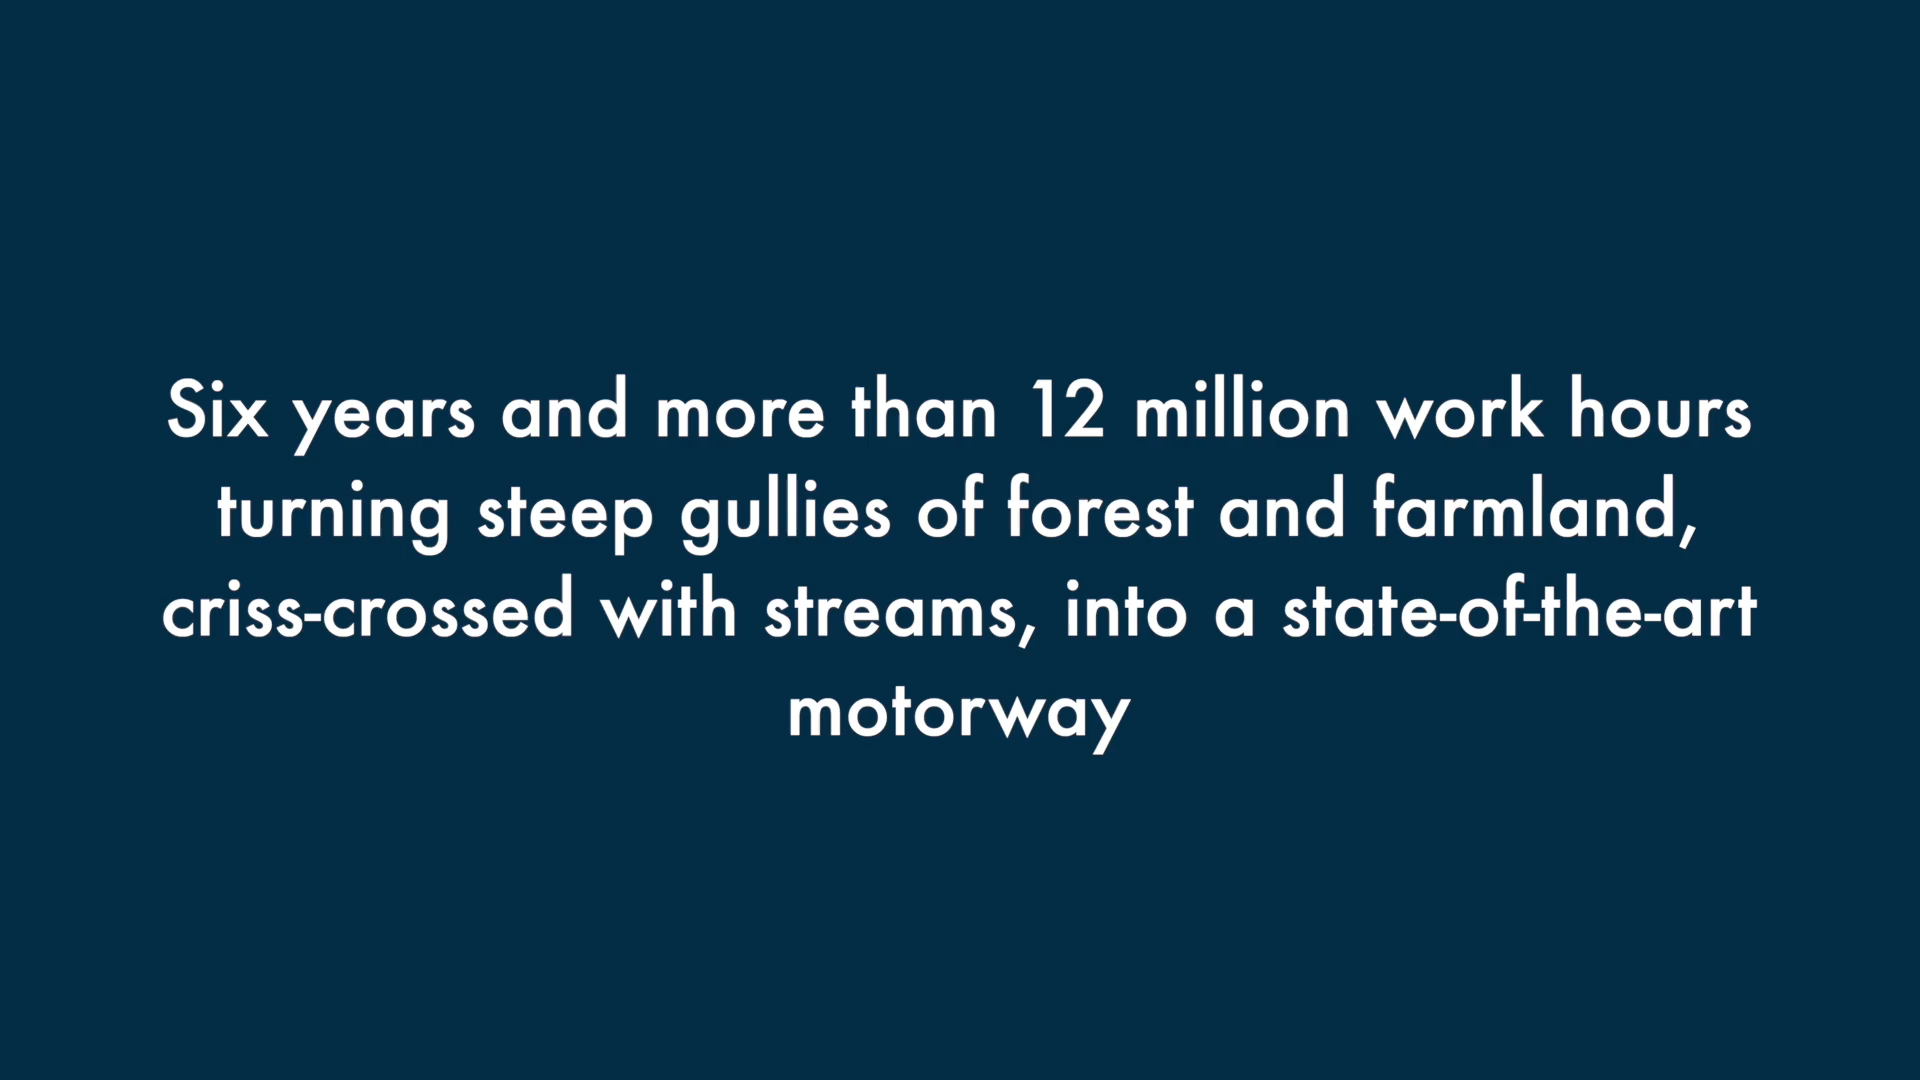 Six years and more than 12 million work hours
turning steep gullies of forest and farmland,
criss-crossed with streams, into a state-of-the-art
motorway